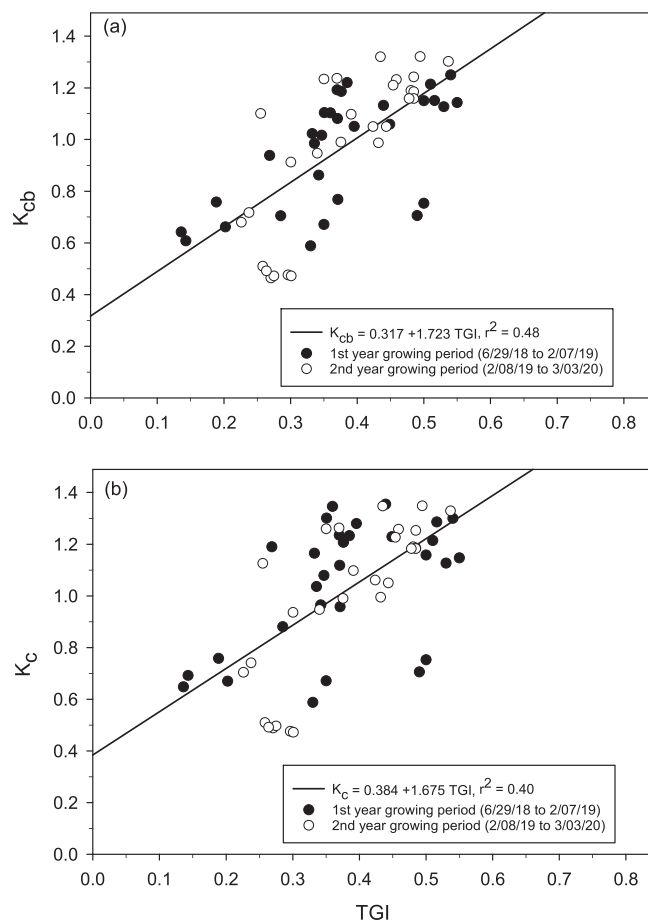 (a)
1.4
1.2
1.0
0.8
0.6
0.4
0.2
0.0
K_cb
K_cb = 0.317 +1.723 TGI, r² = 0.48
1st year growing period (6/29/18 to 2/07/19)
2nd year growing period (2/08/19 to 3/03/20)
0.0 0.1 0.2 0.3 0.4 0.5 0.6 0.7 0.8
(b)
1.4
1.2
1.0
0.8
0.6
0.4
0.2
0.0
K_c
K_c = 0.384 +1.675 TGI, r² = 0.40
1st year growing period (6/29/18 to 2/07/19)
2nd year growing period (2/08/19 to 3/03/20)
0.0 0.1 0.2 0.3 0.4 0.5 0.6 0.7 0.8
TGI